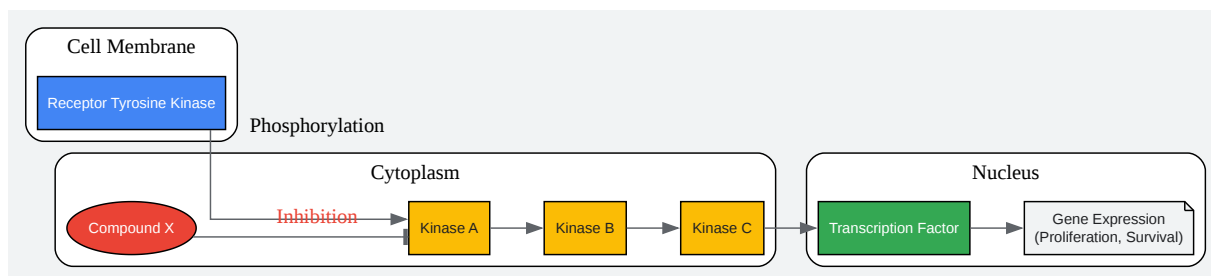 Cell Membrane
Receptor Tyrosine Kinase
Phosphorylation
Cytoplasm
Compound X
Inhibition
Kinase A
Kinase B
Kinase C
Nucleus
Transcription Factor
Gene Expression
(Proliferation, Survival)